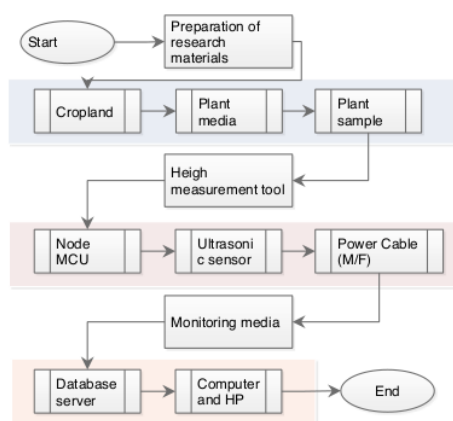 Start
Preparation of
research
materials
Cropland
Plant
media
Plant
sample
Heigh
measurement tool
Node
MCU
Ultrasoni
c sensor
Power Cable
(M/F)
Monitoring media
Database
server
Computer
and HP
End